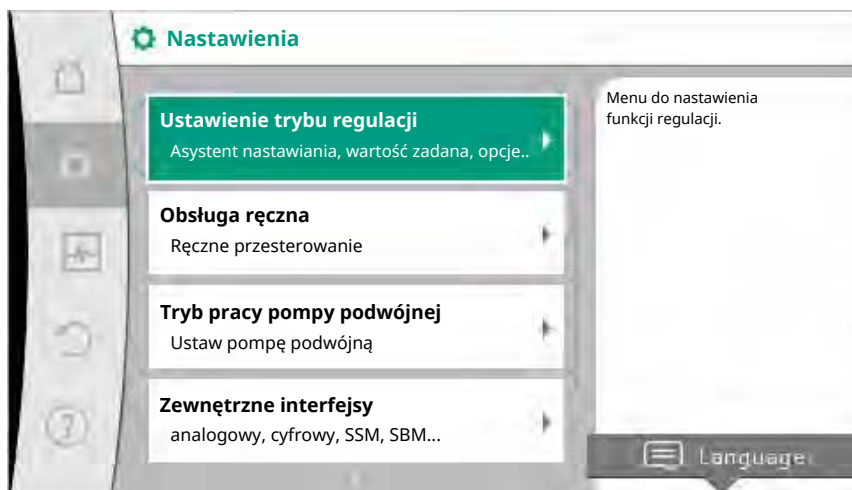 Nastawienia
Ustawienie trybu regulacji
Asystent nastawiania, wartość zadana, opcje..
Obsługa ręczna
Ręczne przesterowanie
Tryb pracy pompy podwójnej
Ustaw pompę podwójną
Zewnętrzne interfejsy
analogowy, cyfrowy, SSM, SBM...
Menu do nastawienia
funkcji regulacji.
Language